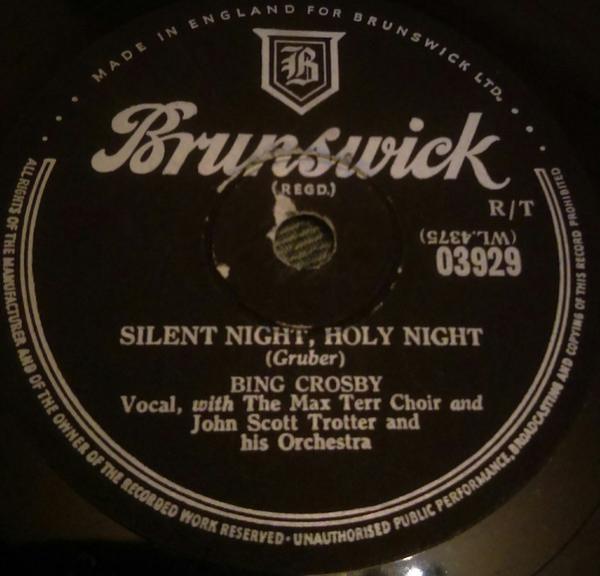 MADE IN ENGLAND FOR BRUNSWICK LTD.
B
Brunswick
(REGD.)
R/T
(WL.4375)
03929
SILENT NIGHT, HOLY NIGHT
(Gruber)
BING CROSBY
Vocal, with The Max Terr Choir and
John Scott Trotter and
his Orchestra
ALL RIGHTS OF THE MANUFACTURER AND OF THE OWNER OF THE RECORDED WORK RESERVED · UNAUTHORISED PUBLIC PERFORMANCE, BROADCASTING AND COPYING OF THIS RECORD PROHIBITED